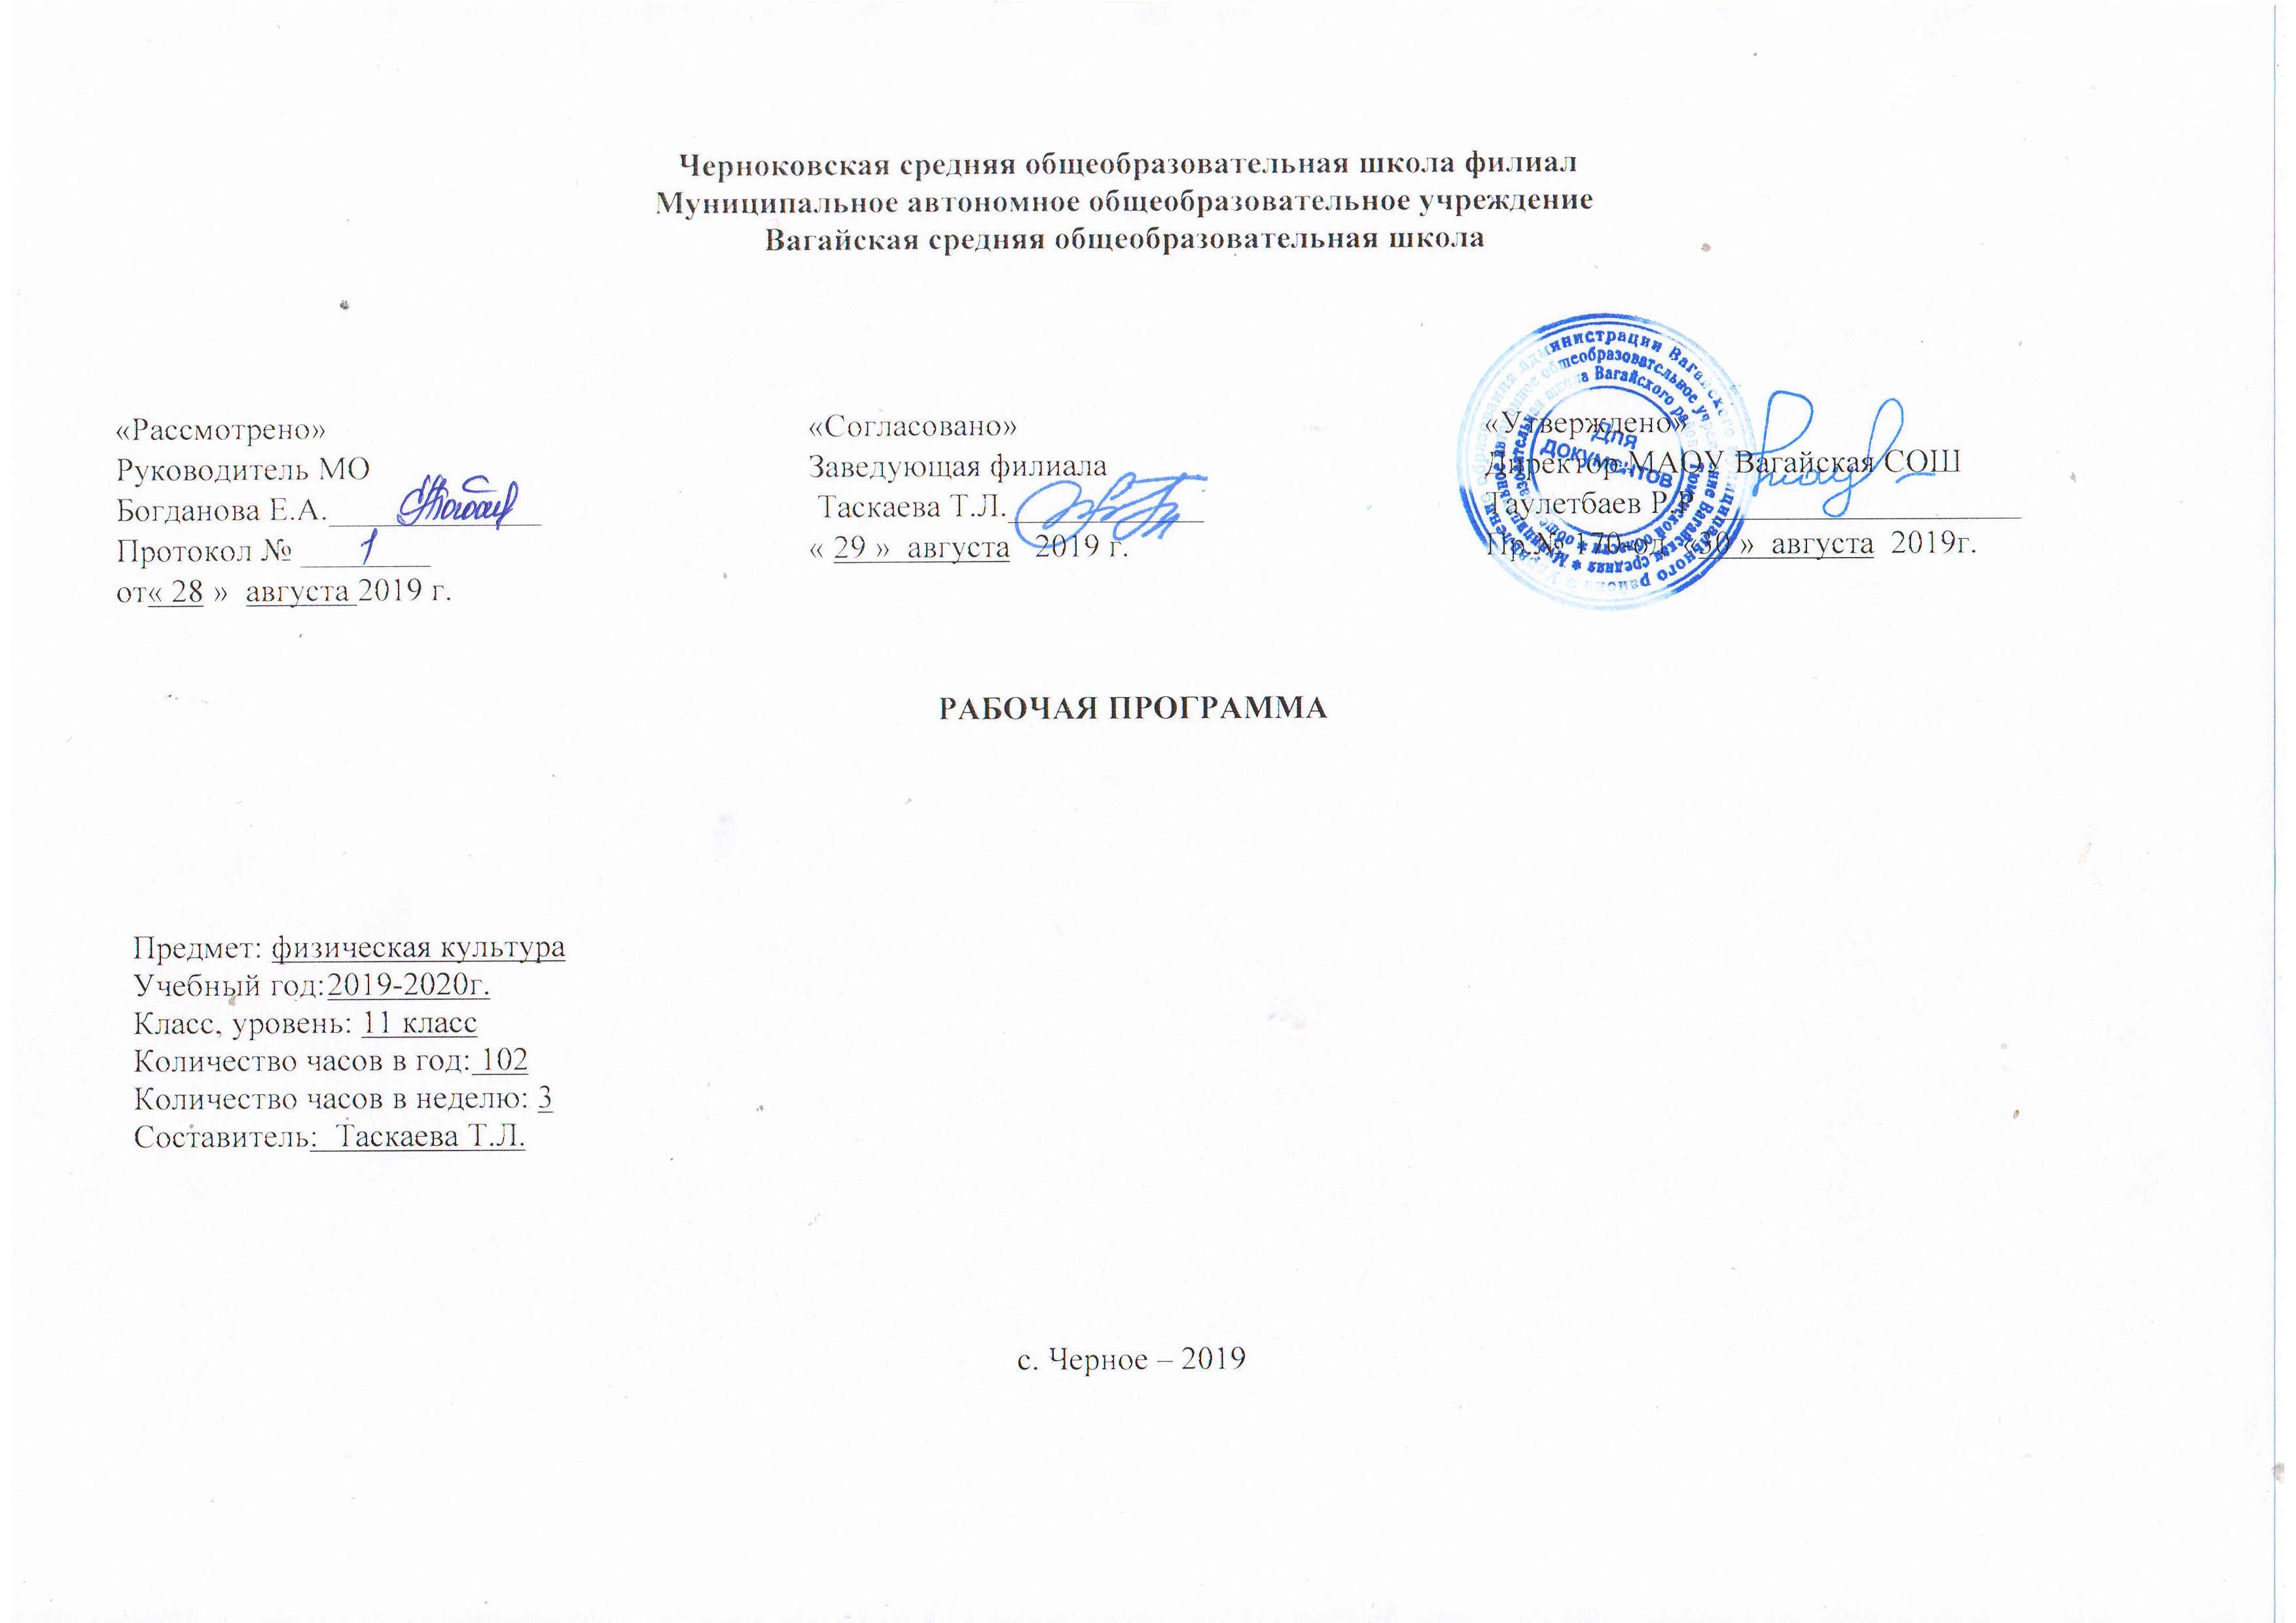 Черноковская средняя общеобразовательная школа филиал
Муниципальное автономное общеобразовательное учреждение
Вагайская средняя общеобразовательная школа
«Рассмотрено»
Руководитель МО
Богданова Е.А.
Протокол № 1
от« 28 » августа 2019 г.
«Согласовано»
Заведующая филиала
Таскаева Т.Л.
« 29 » августа 2019 г.
«Утверждено»
Директор МАОУ Вагайская СОШ
Таулетбаев Р.Р.
Пр.№ 170-од «30 » августа 2019г.
Для
документов
РАБОЧАЯ ПРОГРАММА
Предмет: физическая культура
Учебный год:2019-2020г.
Класс, уровень: 11 класс
Количество часов в год: 102
Количество часов в неделю: 3
Составитель: Таскаева Т.Л.
с. Черное – 2019